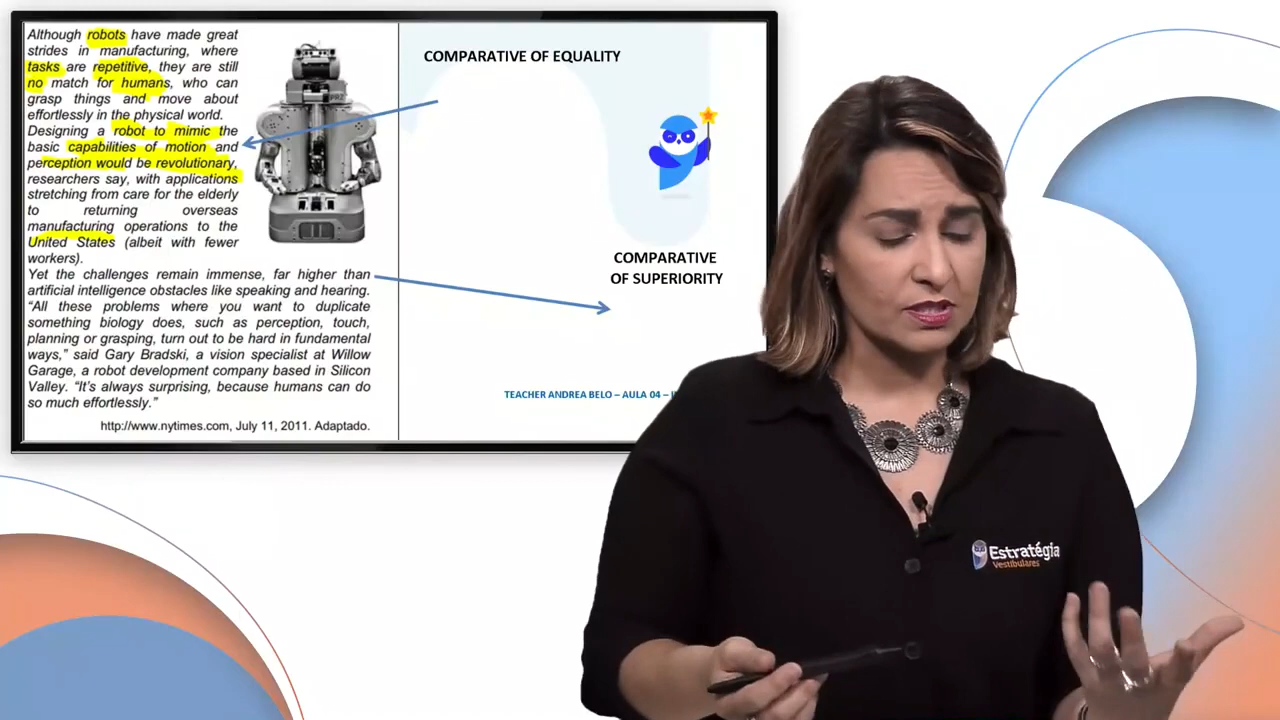 Although robots have made great
strides in manufacturing, where
tasks are repetitive, they are still
no match for humans, who can
grasp things and move about
effortlessly in the physical world.
Designing a robot to mimic the
basic capabilities of motion and
perception would be revolutionary,
researchers say, with applications
stretching from care for the elderly
to returning overseas
manufacturing operations to the
United States (albeit with fewer
workers).
Yet the challenges remain immense, far higher than
artificial intelligence obstacles like speaking and hearing.
“All these problems where you want to duplicate
something biology does, such as perception, touch,
planning or grasping, turn out to be hard in fundamental
ways,” said Gary Bradski, a vision specialist at Willow
Garage, a robot development company based in Silicon
Valley. “It’s always surprising, because humans can do
so much effortlessly.”
http://www.nytimes.com, July 11, 2011. Adaptado.
COMPARATIVE OF EQUALITY
COMPARATIVE
OF SUPERIORITY
TEACHER ANDREA BELO – AULA 04 –
Estratégia
Vestibulares